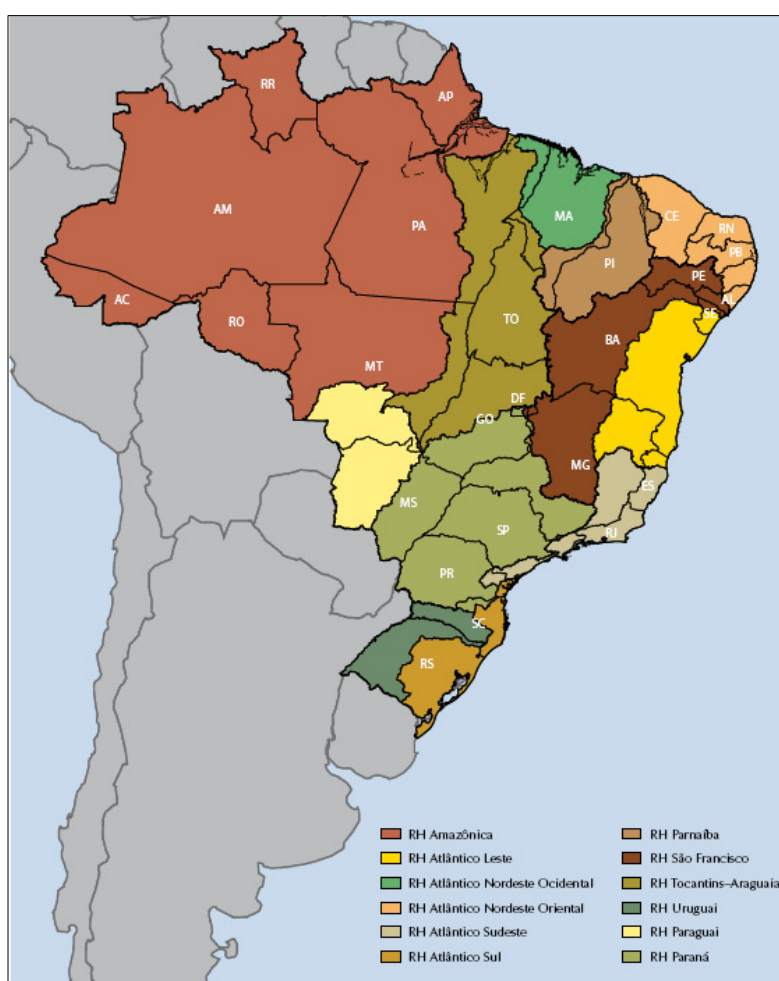 RR
AP
AM
PA
MA
CE
RN
PB
PI
PE
AL
SE
AC
RO
TO
BA
MT
DF
GO
MG
ES
MS
SP
RJ
PR
SC
RS
RH Amazônica
RH Atlântico Leste
RH Atlântico Nordeste Ocidental
RH Atlântico Nordeste Oriental
RH Atlântico Sudeste
RH Atlântico Sul
RH Parnaíba
RH São Francisco
RH Tocantins–Araguaia
RH Uruguai
RH Paraguai
RH Paraná